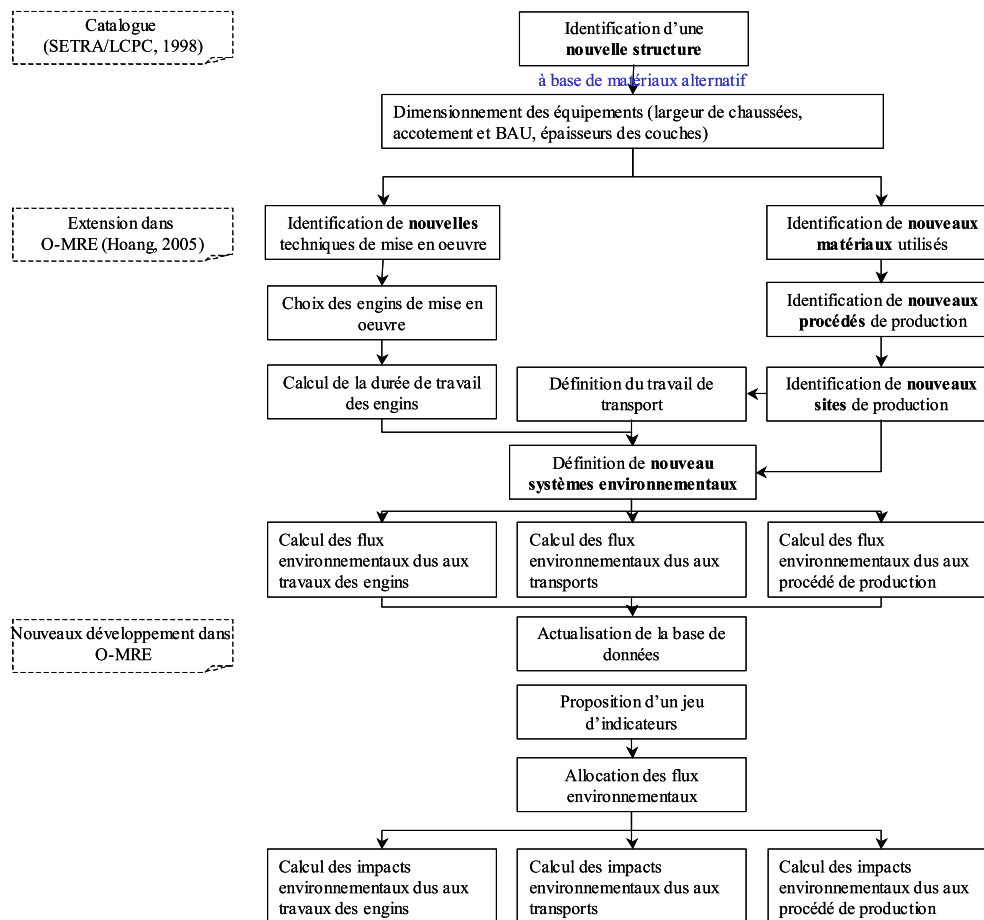 Catalogue
(SETRA/LCPC, 1998)
Identification d'une
nouvelle structure
à base de matériaux alternatif
Dimensionnement des équipements (largeur de chaussées,
accotement et BAU, épaisseurs des couches)
Extension dans
O-MRE (Hoang, 2005)
Identification de nouvelles
techniques de mise en oeuvre
Identification de nouveaux
matériaux utilisés
Choix des engins de mise en
oeuvre
Identification de nouveaux
procédés de production
Calcul de la durée de travail
des engins
Définition du travail de
transport
Identification de nouveaux
sites de production
Définition de nouveau
systèmes environnementaux
Calcul des flux
environnementaux dus aux
travaux des engins
Calcul des flux
environnementaux dus aux
transports
Calcul des flux
environnementaux dus aux
procédé de production
Nouveaux développement dans
O-MRE
Actualisation de la base de
données
Proposition d'un jeu
d'indicateurs
Allocation des flux
environnementaux
Calcul des impacts
environnementaux dus aux
travaux des engins
Calcul des impacts
environnementaux dus aux
transports
Calcul des impacts
environnementaux dus aux
procédé de production